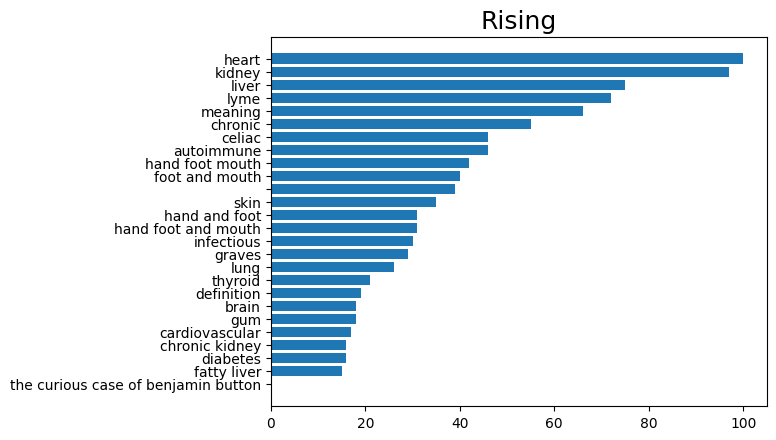 Rising
heart
kidney
liver
lyme
meaning
chronic
celiac
autoimmune
hand foot mouth
foot and mouth
skin
hand and foot
hand foot and mouth
infectious
graves
lung
thyroid
definition
brain
gum
cardiovascular
chronic kidney
diabetes
fatty liver
the curious case of benjamin button
0 20 40 60 80 100